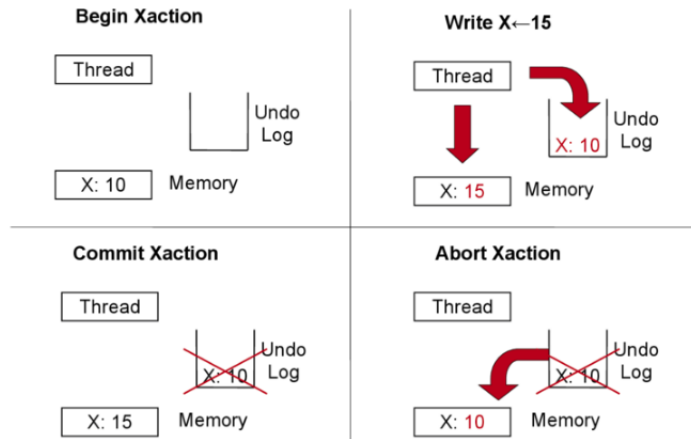 Begin Xaction
Thread
Undo
Log
X: 10
Memory
Write X←15
Thread
Undo
Log
X: 10
X: 15
Memory
Commit Xaction
Thread
Undo
Log
X: 10
X: 15
Memory
Abort Xaction
Thread
Undo
Log
X: 10
X: 10
Memory